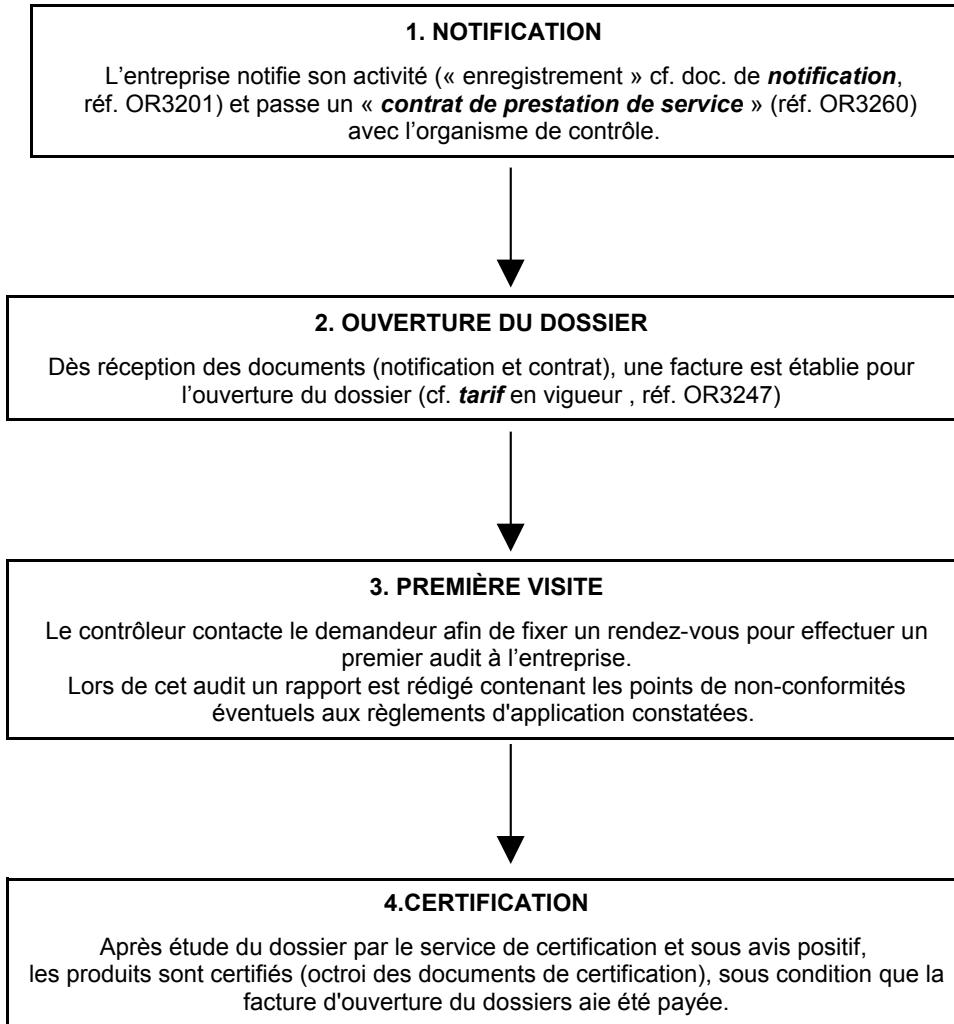 1. NOTIFICATION
L’entreprise notifie son activité (« enregistrement » cf. doc. de notification,
réf. OR3201) et passe un « contrat de prestation de service » (réf. OR3260)
avec l’organisme de contrôle.
2. OUVERTURE DU DOSSIER
Dès réception des documents (notification et contrat), une facture est établie pour
l’ouverture du dossier (cf. tarif en vigueur , réf. OR3247)
3. PREMIÈRE VISITE
Le contrôleur contacte le demandeur afin de fixer un rendez-vous pour effectuer un
premier audit à l’entreprise.
Lors de cet audit un rapport est rédigé contenant les points de non-conformités
éventuels aux règlements d'application constatées.
4.CERTIFICATION
Après étude du dossier par le service de certification et sous avis positif,
les produits sont certifiés (octroi des documents de certification), sous condition que la
facture d'ouverture du dossiers aie été payée.